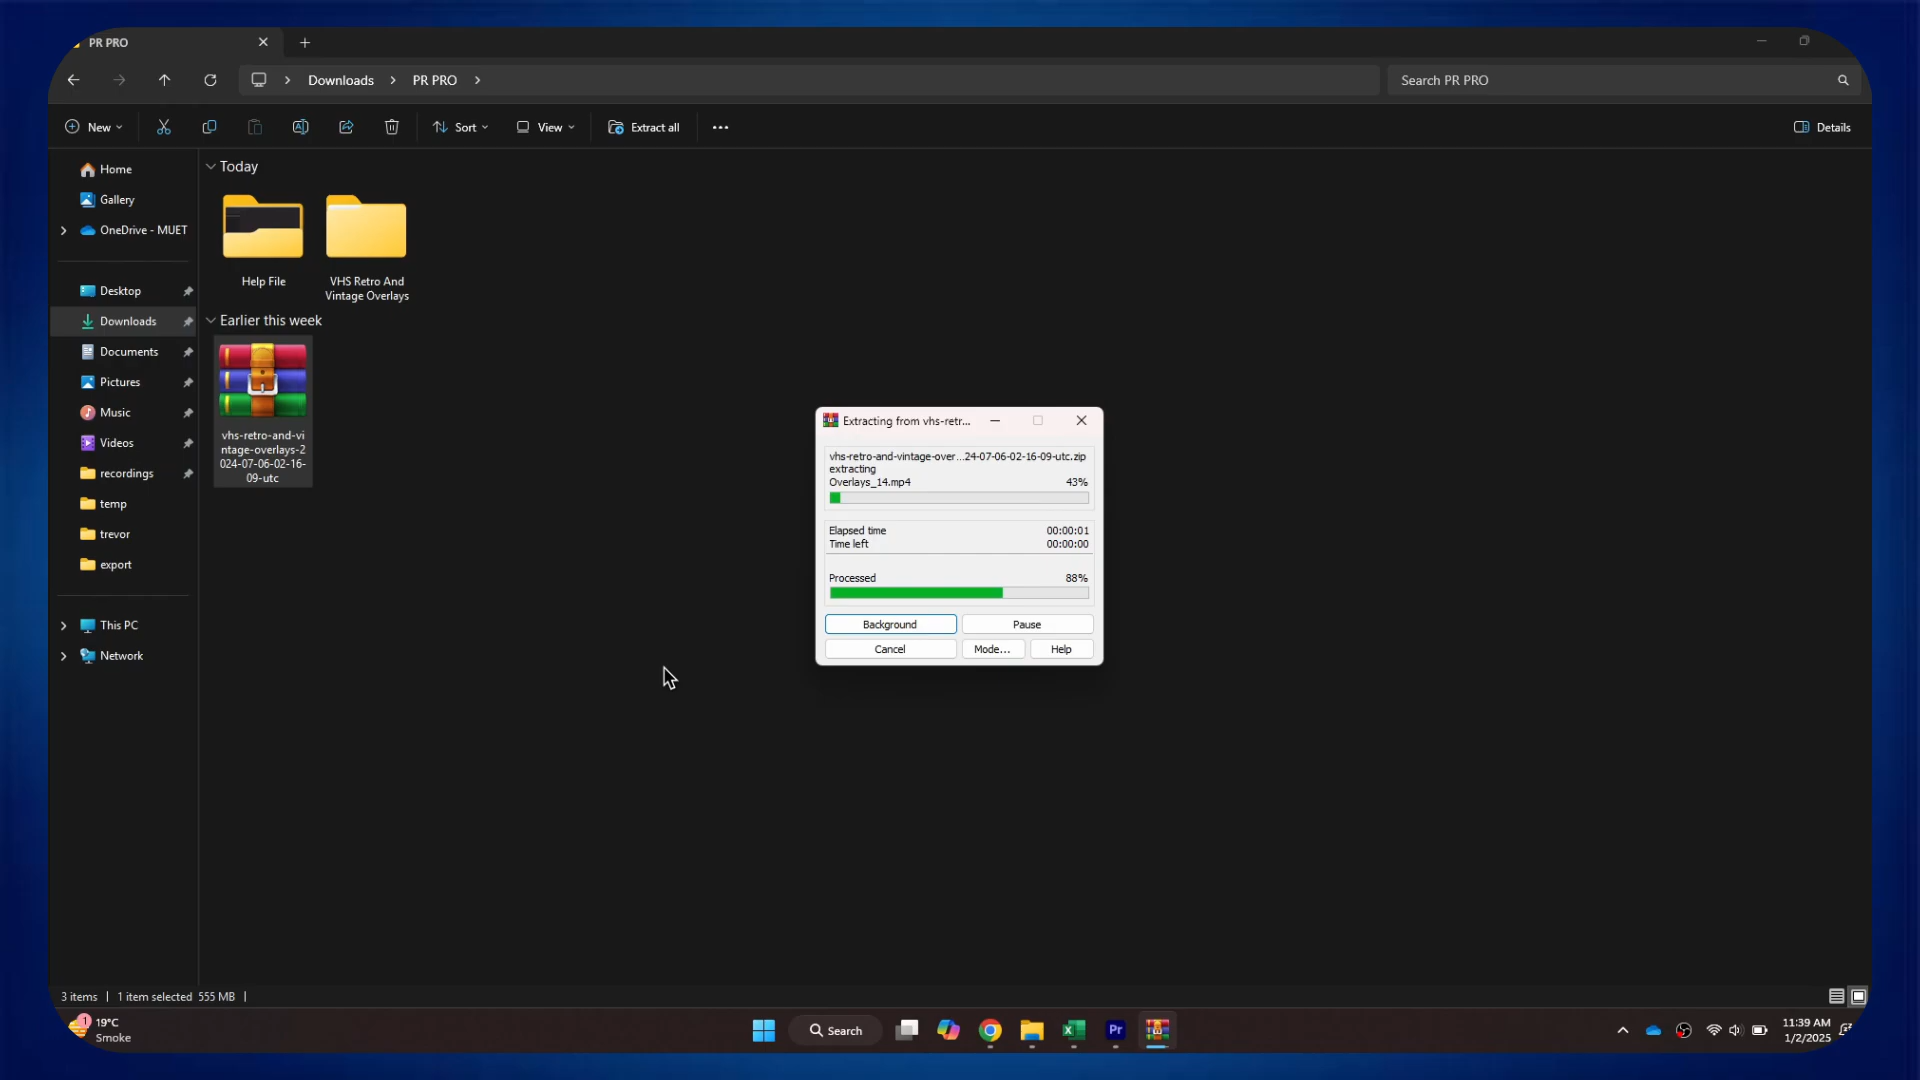 PR PRO
Downloads
PR PRO
Search PR PRO
New
Sort
View
Extract all
Details
Home
Gallery
OneDrive - MUET
Desktop
Downloads
Documents
Pictures
Music
Videos
recordings
temp
trevor
export
This PC
Network
Today
Help File
VHS Retro And
Vintage Overlays
Earlier this week
vhs-retro-and-vi
ntage-overlays-2
024-07-06-02-16-
09-utc
Extracting from vhs-retr...
vhs-retro-and-vintage-over...24-07-06-02-16-09-utc.zip
extracting
Overlays_14.mp4 43%
Elapsed time 00:00:01
Time left 00:00:00
Processed 88%
Background
Pause
Cancel
Mode...
Help
3 items
1 item selected 555 MB
1
19°C
Smoke
Search
Pr
11:39 AM
1/2/2025